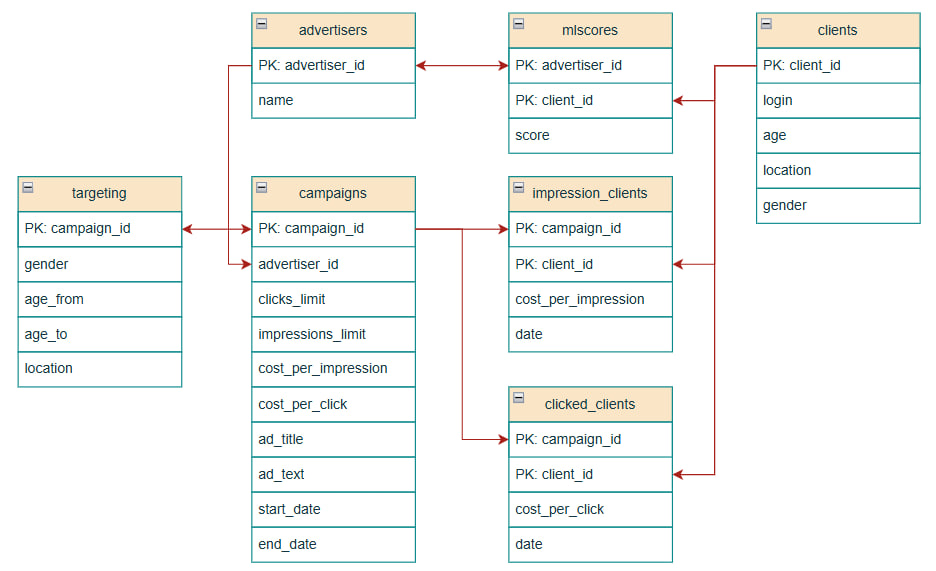 advertisers
PK: advertiser_id
name
mlscores
PK: advertiser_id
PK: client_id
score
clients
PK: client_id
login
age
location
gender
targeting
PK: campaign_id
gender
age_from
age_to
location
campaigns
PK: campaign_id
advertiser_id
clicks_limit
impressions_limit
cost_per_impression
cost_per_click
ad_title
ad_text
start_date
end_date
impression_clients
PK: campaign_id
PK: client_id
cost_per_impression
date
clicked_clients
PK: campaign_id
PK: client_id
cost_per_click
date